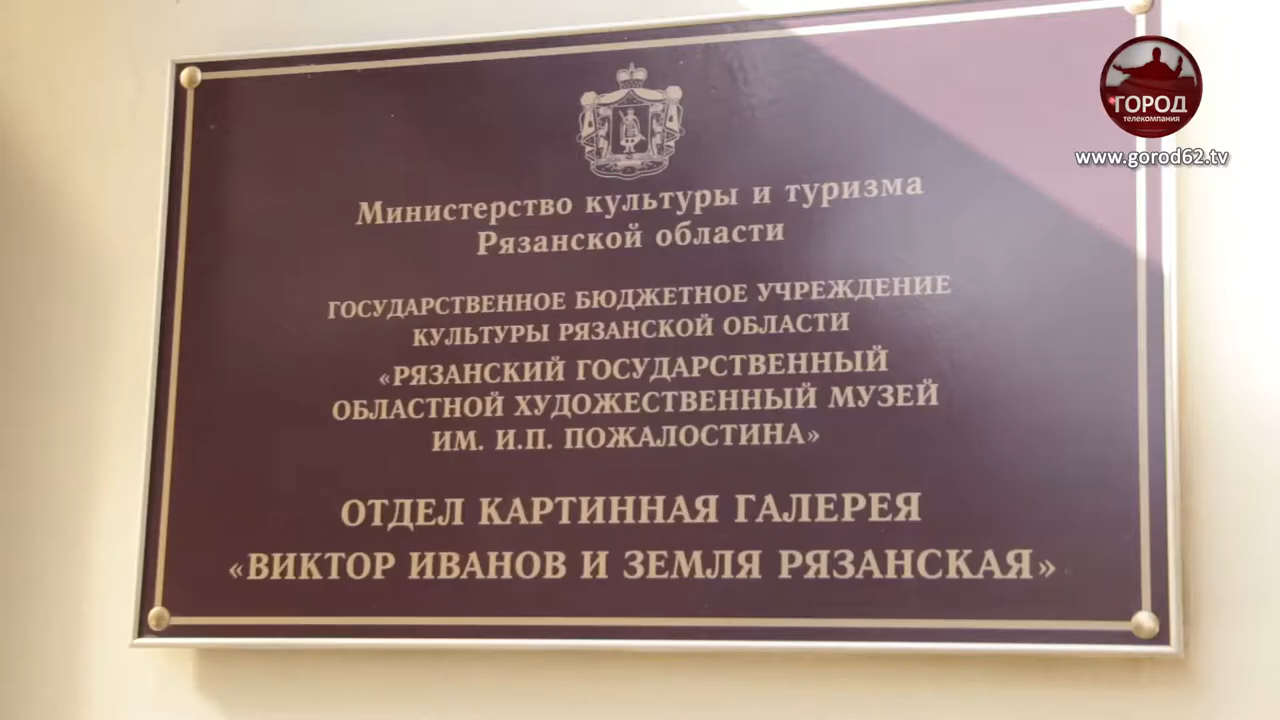 ГОРОД
телекомпания
www.gorod62.tv
Министерство культуры и туризма
Рязанской области
ГОСУДАРСТВЕННОЕ БЮДЖЕТНОЕ УЧРЕЖДЕНИЕ
КУЛЬТУРЫ РЯЗАНСКОЙ ОБЛАСТИ
«РЯЗАНСКИЙ ГОСУДАРСТВЕННЫЙ
ОБЛАСТНОЙ ХУДОЖЕСТВЕННЫЙ МУЗЕЙ
ИМ. И.П. ПОЖАЛОСТИНА»
ОТДЕЛ КАРТИННАЯ ГАЛЕРЕЯ
«ВИКТОР ИВАНОВ И ЗЕМЛЯ РЯЗАНСКАЯ»